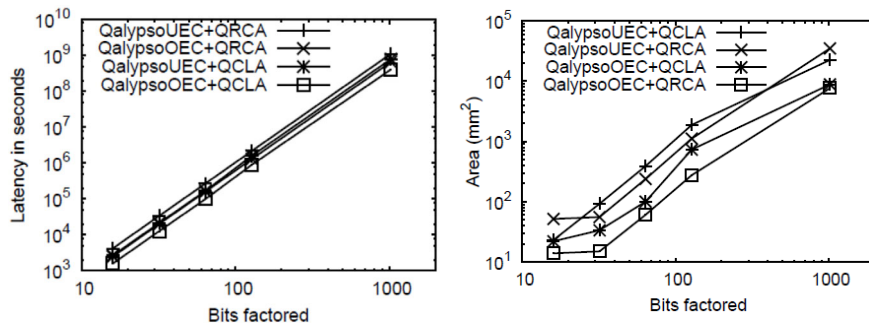 Latency in seconds
10^9
10^8
10^7
10^6
10^5
10^4
10^3
10^10
QalypsoUEC+QRCA
QalypsoOEC+QRCA
QalypsoUEC+QCLA
QalypsoOEC+QCLA
10
100
1000
Bits factored
Area (mm^2)
10^5
10^4
10^3
10^2
10^1
QalypsoUEC+QCLA
QalypsoUEC+QRCA
QalypsoOEC+QCLA
QalypsoOEC+QRCA
10
100
1000
Bits factored